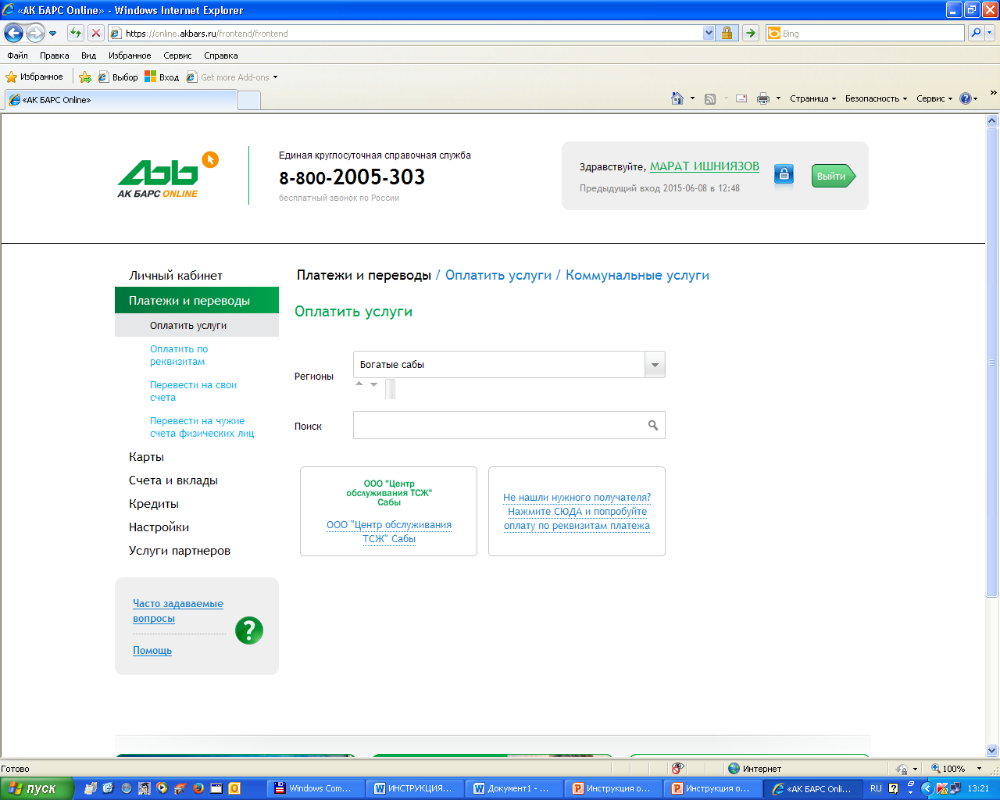 «АК БАРС Online» - Windows Internet Explorer
https://online.akbars.ru/frontend/frontend
Bing
Файл Правка Вид Избранное Сервис Справка
Избранное Выбор Вход Get more Add-ons
«АК БАРС Online»
Страница Безопасность Сервис
АК БАРС ONLINE
Единая круглосуточная справочная служба
8-800-2005-303
бесплатный звонок по России
Здравствуйте, МАРАТ ИШНИЯЗОВ
Предыдущий вход 2015-06-08 в 12:48
Выйти
Личный кабинет
Платежи и переводы
Оплатить услуги
Оплатить по
реквизитам
Перевести на свои
счета
Перевести на чужие
счета физических лиц
Карты
Счета и вклады
Кредиты
Настройки
Услуги партнеров
Часто задаваемые
вопросы
Помощь
Платежи и переводы / Оплатить услуги / Коммунальные услуги
Оплатить услуги
Регионы
Богатые сабы
Поиск
ООО "Центр
обслуживания ТСЖ"
Сабы
ООО "Центр обслуживания
ТСЖ" Сабы
Не нашли нужного получателя?
Нажмите СЮДА и попробуйте
оплату по реквизитам платежа
Готово
Интернет
100%
пуск
Windows Com...
ИНСТРУКЦИЯ...
Документ1 - ...
Инструкция о...
Инструкция о...
«АК БАРС Onli...
RU
13:21